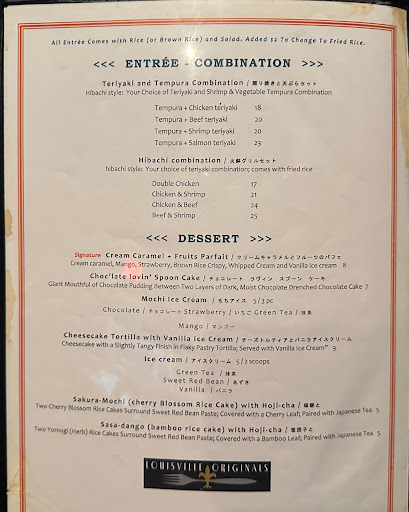 All Entrée Comes with Rice (or Brown Rice) and Salad. Added $2 To Change To Fried Rice.
<<< ENTRÉE - COMBINATION >>>
Teriyaki and Tempura Combination / 照り焼きと天ぷらセット
Hibachi style: Your Choice of Teriyaki and Shrimp & Vegetable Tempura Combination
Tempura + Chicken teriyaki 18
Tempura + Beef teriyaki 20
Tempura + Shrimp teriyaki 20
Tempura + Salmon teriyaki 23
Hibachi combination / 火鉢グリルセット
hibachi style: Your choice of teriyaki combination; comes with fried rice
Double Chicken 17
Chicken & Shrimp 21
Chicken & Beef 24
Beef & Shrimp 25
<<< DESSERT >>>
Signature Cream Caramel + Fruits Parfait / クリームキャラメルとフルーツのパフェ
Cream caramel, Mango, Strawberry, Brown Rice Crispy, Whipped Cream and Vanilla Ice cream 8
Choc'late lovin' Spoon Cake / チョコレート ラヴィン スプーン ケーキ
Giant Mouthful of Chocolate Pudding Between Two Layers of Dark, Moist Chocolate Drenched Chocolate Cake 7
Mochi Ice Cream / もちアイス 5/3 pc
Chocolate / チョコレート Strawberry / いちご Green Tea / 抹茶
Mango / マンゴー
Cheesecake Tortilla with Vanilla Ice Cream / チーズトルティアとバニラアイスクリーム
Cheesecake with a Slightly Tangy Finish in Flaky Pastry Tortilla; Served with Vanilla Ice Cream" 9
Ice cream / アイスクリーム 5/2 scoops
Green Tea / 抹茶
Sweet Red Bean / あずき
Vanilla / バニラ
Sakura-Mochi (cherry Blossom Rice Cake) with Hoji-cha / 桜餅と
Two Cherry Blossom Rice Cakes Surround Sweet Red Bean Paste; Covered with a Cherry Leaf; Paired with Japanese Tea 5
Sasa-dango (bamboo rice cake) with Hoji-cha / 笹団子と
Two Yomogi (Herb) Rice Cakes Surround Sweet Red Bean Paste; Covered with a Bamboo Leaf; Paired with Japanese Tea 5
LOUISVILLE ORIGINALS